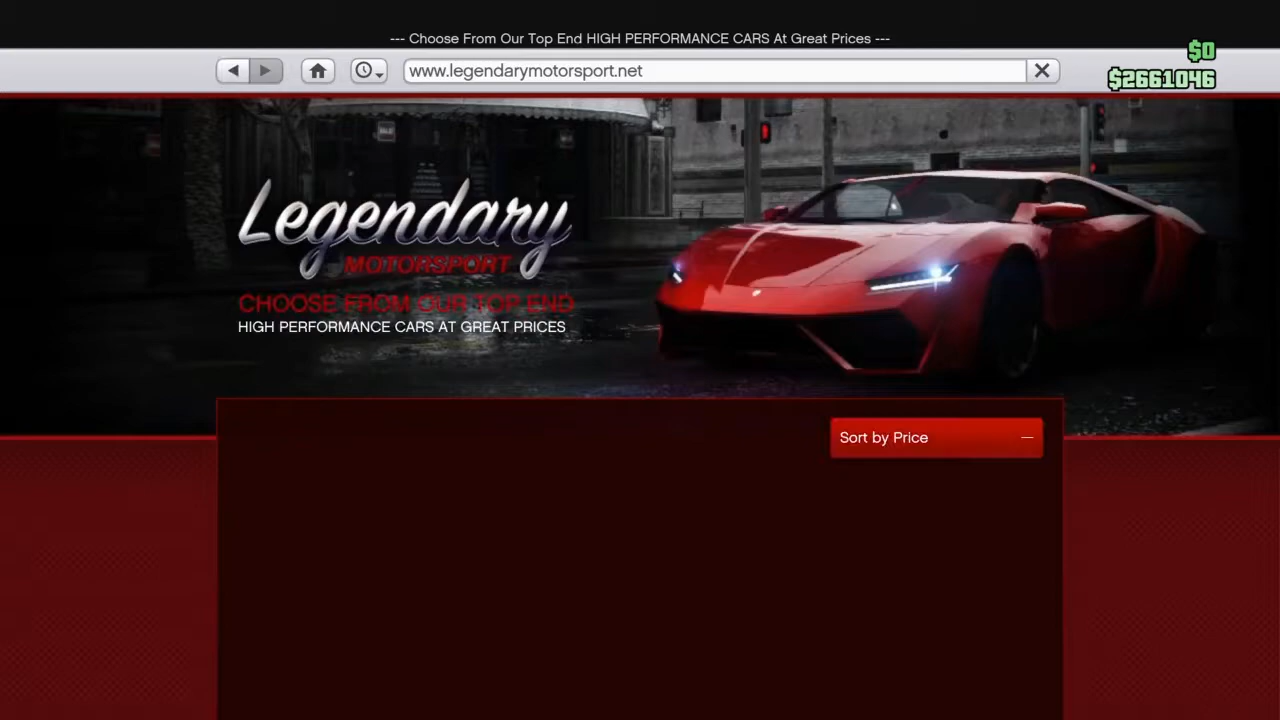 --- Choose From Our Top End HIGH PERFORMANCE CARS At Great Prices ---
$0
www.legendarymotorsport.net
$2661046
Legendary
MOTORSPORT
CHOOSE FROM OUR TOP END
HIGH PERFORMANCE CARS AT GREAT PRICES
Sort by Price